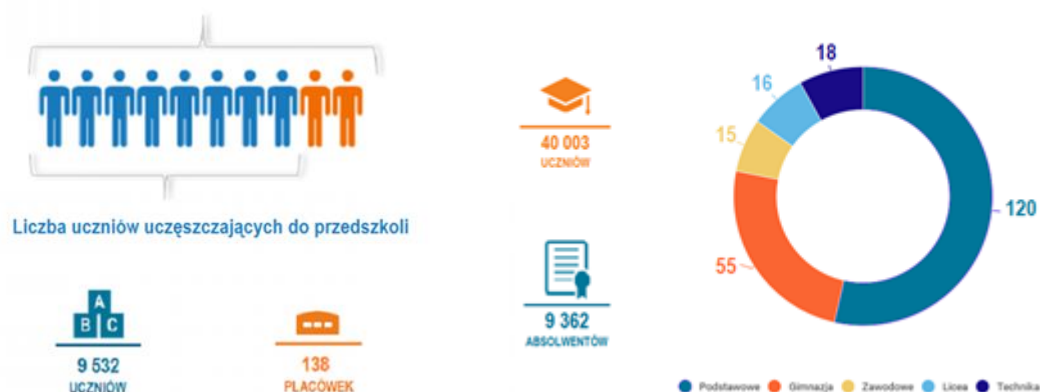 Liczba uczniów uczęszczających do przedszkoli
A
B C
9 532
UCZNIÓW
138
PLACÓWEK
40 003
UCZNIÓW
9 362
ABSOLWENTÓW
18
16
15
55
120
Podstawowe Gimnazja Zawodowe Licea Technika